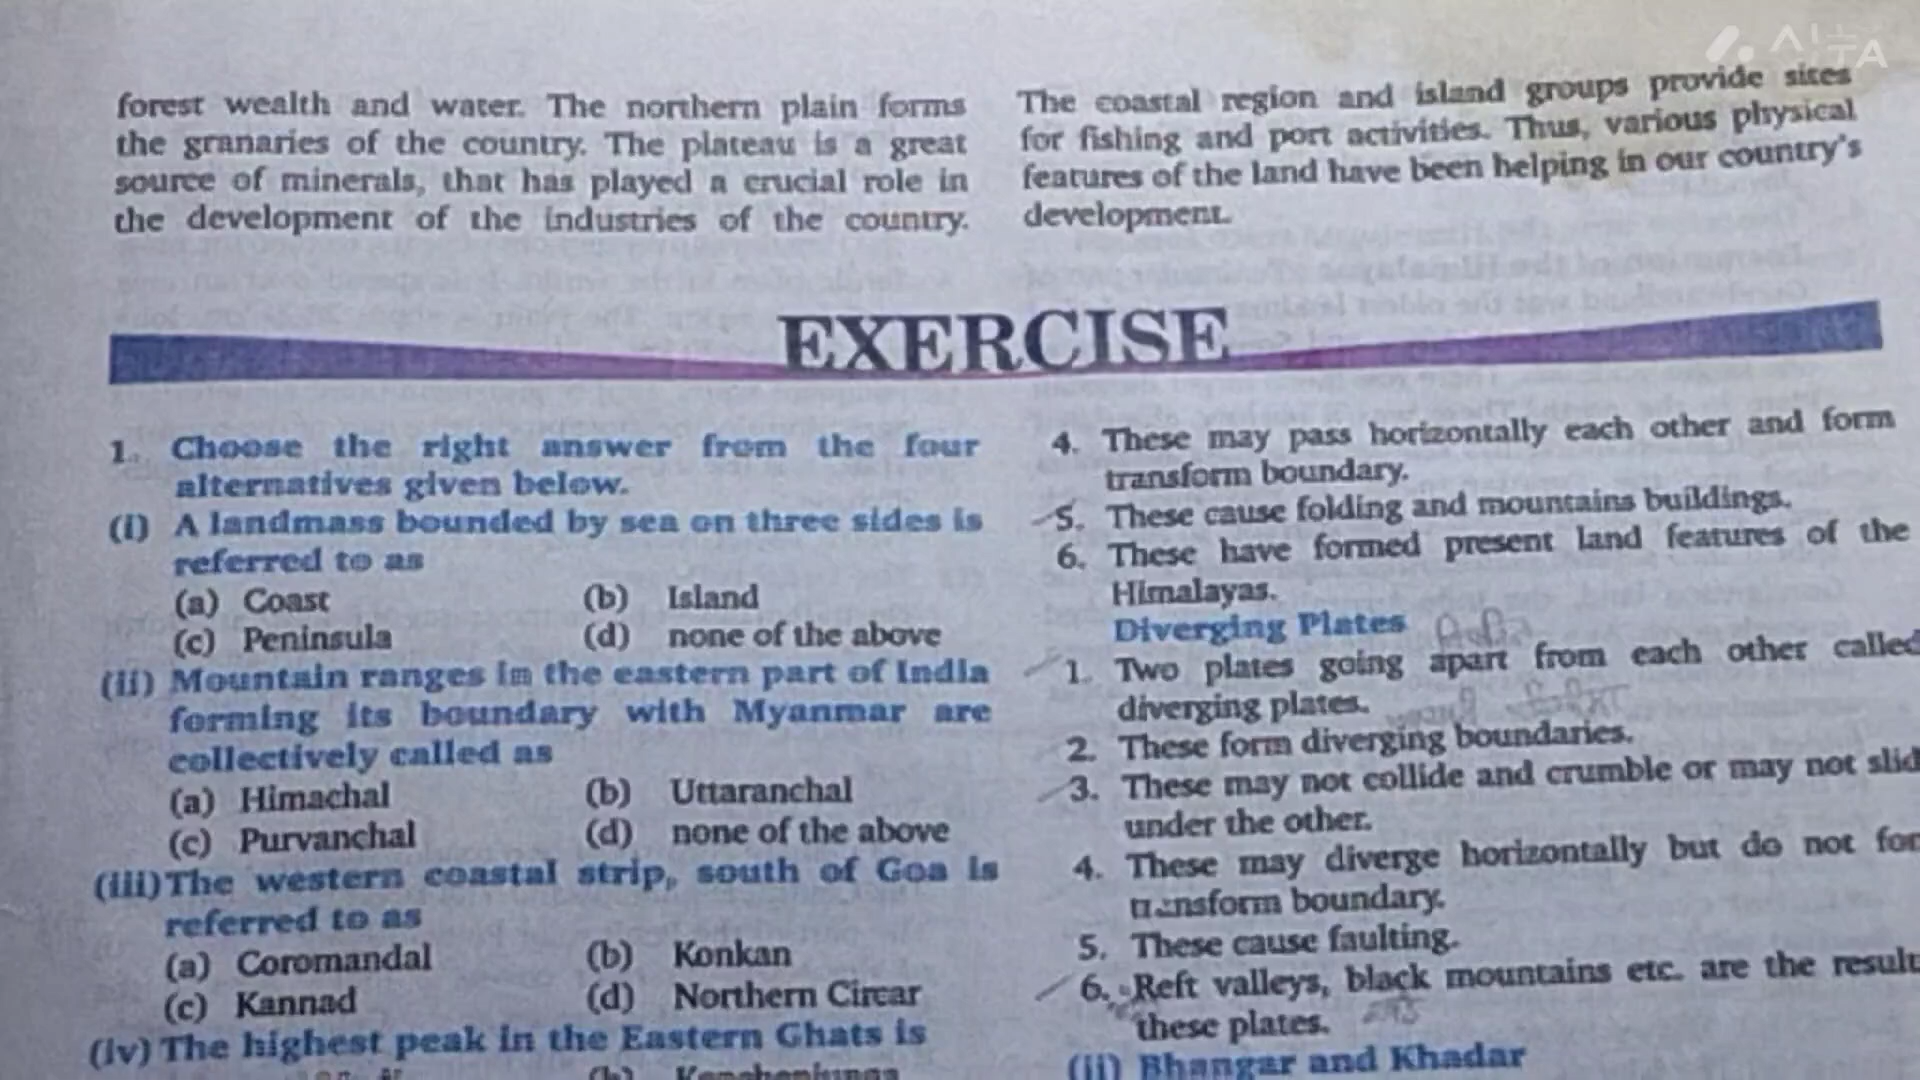 forest wealth and water. The northern plain forms
the granaries of the country. The plateau is a great
source of minerals, that has played a crucial role in
the development of the industries of the country.
The coastal region and island groups provide sites
for fishing and port activities. Thus, various physical
features of the land have been helping in our country's
development.
EXERCISE
1. Choose the right answer from the four
alternatives given below.
(i) A landmass bounded by sea on three sides is
referred to as
(a) Coast (b) Island
(c) Peninsula (d) none of the above
(ii) Mountain ranges in the eastern part of India
forming its boundary with Myanmar are
collectively called as
(a) Himachal (b) Uttaranchal
(c) Purvanchal (d) none of the above
(iii) The western coastal strip, south of Goa is
referred to as
(a) Coromandal (b) Konkan
(c) Kannad (d) Northern Circar
(iv) The highest peak in the Eastern Ghats is
4. These may pass horizontally each other and form
transform boundary.
5. These cause folding and mountains buildings.
6. These have formed present land features of the
Himalayas.
Diverging Plates
1. Two plates going apart from each other called
diverging plates.
2. These form diverging boundaries.
3. These may not collide and crumble or may not slid
under the other.
4. These may diverge horizontally but do not for
transform boundary.
5. These cause faulting.
6. Reft valleys, black mountains etc. are the result
these plates.
(ii) Bhangar and Khadar